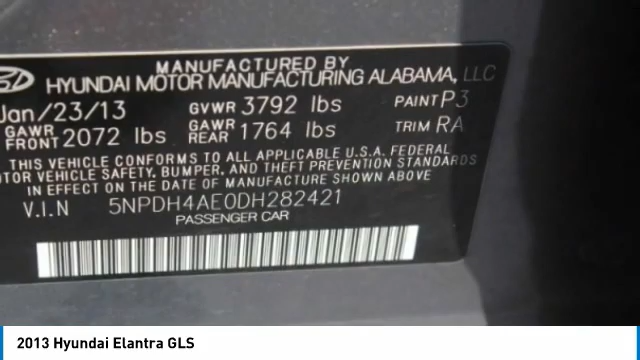 MANUFACTURED BY
HYUNDAI MOTOR MANUFACTURING ALABAMA, LLC
Jan/23/13 GVWR 3792 lbs PAINT P3
GAWR FRONT 2072 lbs GAWR REAR 1764 lbs TRIM RA
THIS VEHICLE CONFORMS TO ALL APPLICABLE U.S.A. FEDERAL
VEHICLE SAFETY, BUMPER, AND THEFT PREVENTION STANDARDS
IN EFFECT ON THE DATE OF MANUFACTURE SHOWN ABOVE
V.I.N 5NPDH4AE0DH282421
PASSENGER CAR
2013 Hyundai Elantra GLS